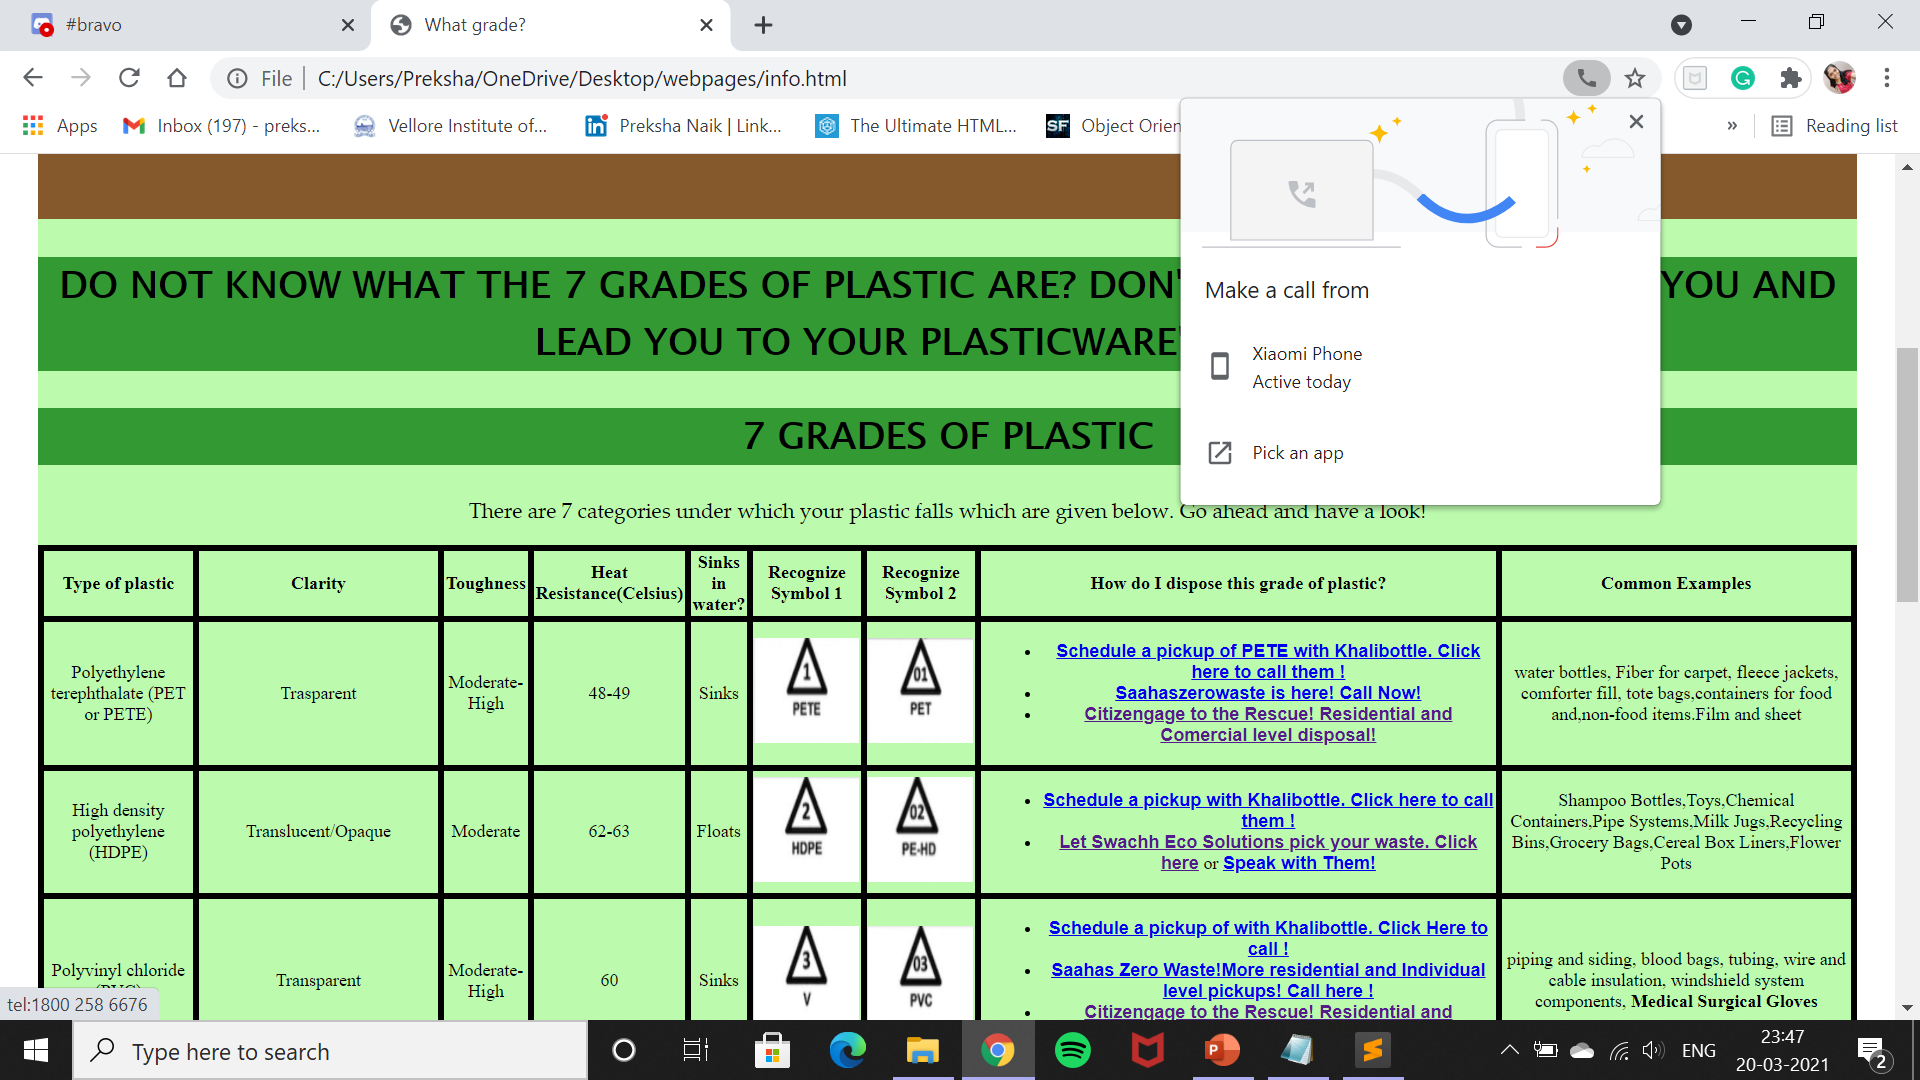 #bravo
What grade?
File
C:/Users/Preksha/OneDrive/Desktop/webpages/info.html
Apps
Inbox (197) - preks...
Vellore Institute of...
Preksha Naik | Link...
The Ultimate HTML...
SF
Object Orien
»
Reading list
Make a call from
Xiaomi Phone
Active today
Pick an app
DO NOT KNOW WHAT THE 7 GRADES OF PLASTIC ARE? DON' YOU AND
LEAD YOU TO YOUR PLASTICWARE'
7 GRADES OF PLASTIC
There are 7 categories under which your plastic falls which are given below. Go ahead and have a look!
Type of plastic
Clarity
Toughness
Heat
Resistance(Celsius)
Sinks
in
water?
Recognize
Symbol 1
Recognize
Symbol 2
How do I dispose this grade of plastic?
Common Examples
Polyethylene
terephthalate (PET
or PETE)
Trasparent
Moderate-
High
48-49
Sinks
1
PETE
01
PET
Schedule a pickup of PETE with Khalibottle. Click
here to call them !
Saahaszerowaste is here! Call Now!
Citizengage to the Rescue! Residential and
Comercial level disposal!
water bottles, Fiber for carpet, fleece jackets,
comforter fill, tote bags,containers for food
and,non-food items.Film and sheet
High density
polyethylene
(HDPE)
Translucent/Opaque
Moderate
62-63
Floats
2
HDPE
02
PE-HD
Schedule a pickup with Khalibottle. Click here to call
them !
Let Swachh Eco Solutions pick your waste. Click
here or Speak with Them!
Shampoo Bottles,Toys,Chemical
Containers,Pipe Systems,Milk Jugs,Recycling
Bins,Grocery Bags,Cereal Box Liners,Flower
Pots
Polyvinyl chloride
Transparent
Moderate-
High
60
Sinks
3
V
03
PVC
Schedule a pickup of with Khalibottle. Click Here to
call !
Saahas Zero Waste!More residential and Individual
level pickups! Call here !
Citizengage to the Rescue! Residential and
piping and siding, blood bags, tubing, wire and
cable insulation, windshield system
components, Medical Surgical Gloves
tel:1800 258 6676
Type here to search
ENG
23:47
20-03-2021
2